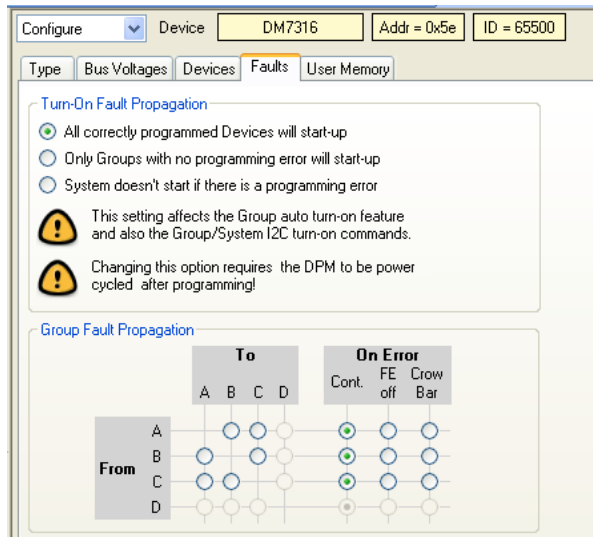 Configure Device DM7316 Addr = 0x5e ID = 65500
Type Bus Voltages Devices Faults User Memory
Turn-On Fault Propagation
All correctly programmed Devices will start-up
Only Groups with no programming error will start-up
System doesn't start if there is a programming error
This setting affects the Group auto turn-on feature
and also the Group/System I2C turn-on commands.
Changing this option requires the DPM to be power
cycled after programming!
Group Fault Propagation
To On Error
A B C D Cont. FE off Crow Bar
From
A
B
C
D